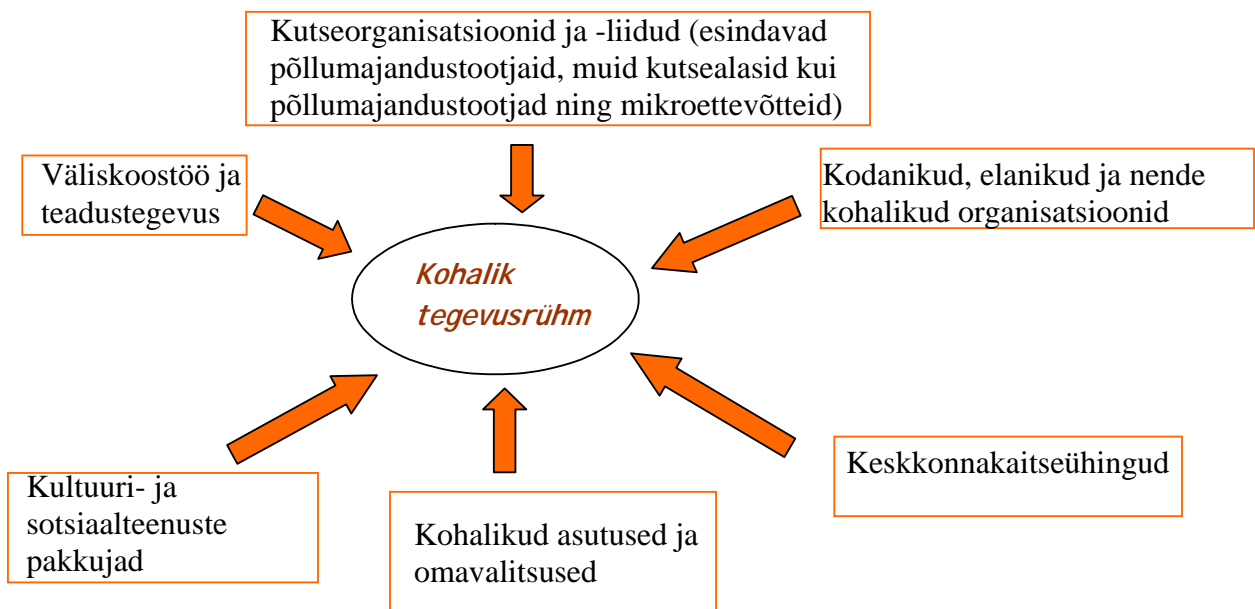 Kutseorganisatsioonid ja -liidud (esindavad
põllumajandustootjaid, muid kutsealasid kui
põllumajandustootjad ning mikroettevõtteid)
Väliskoostöö ja
teadustegevus
Kodanikud, elanikud ja nende
kohalikud organisatsioonid
Kohalik
tegevusrühm
Kultuuri- ja
sotsiaalteenuste
pakkujad
Kohalikud asutused ja
omavalitsused
Keskkonnakaitseühingud